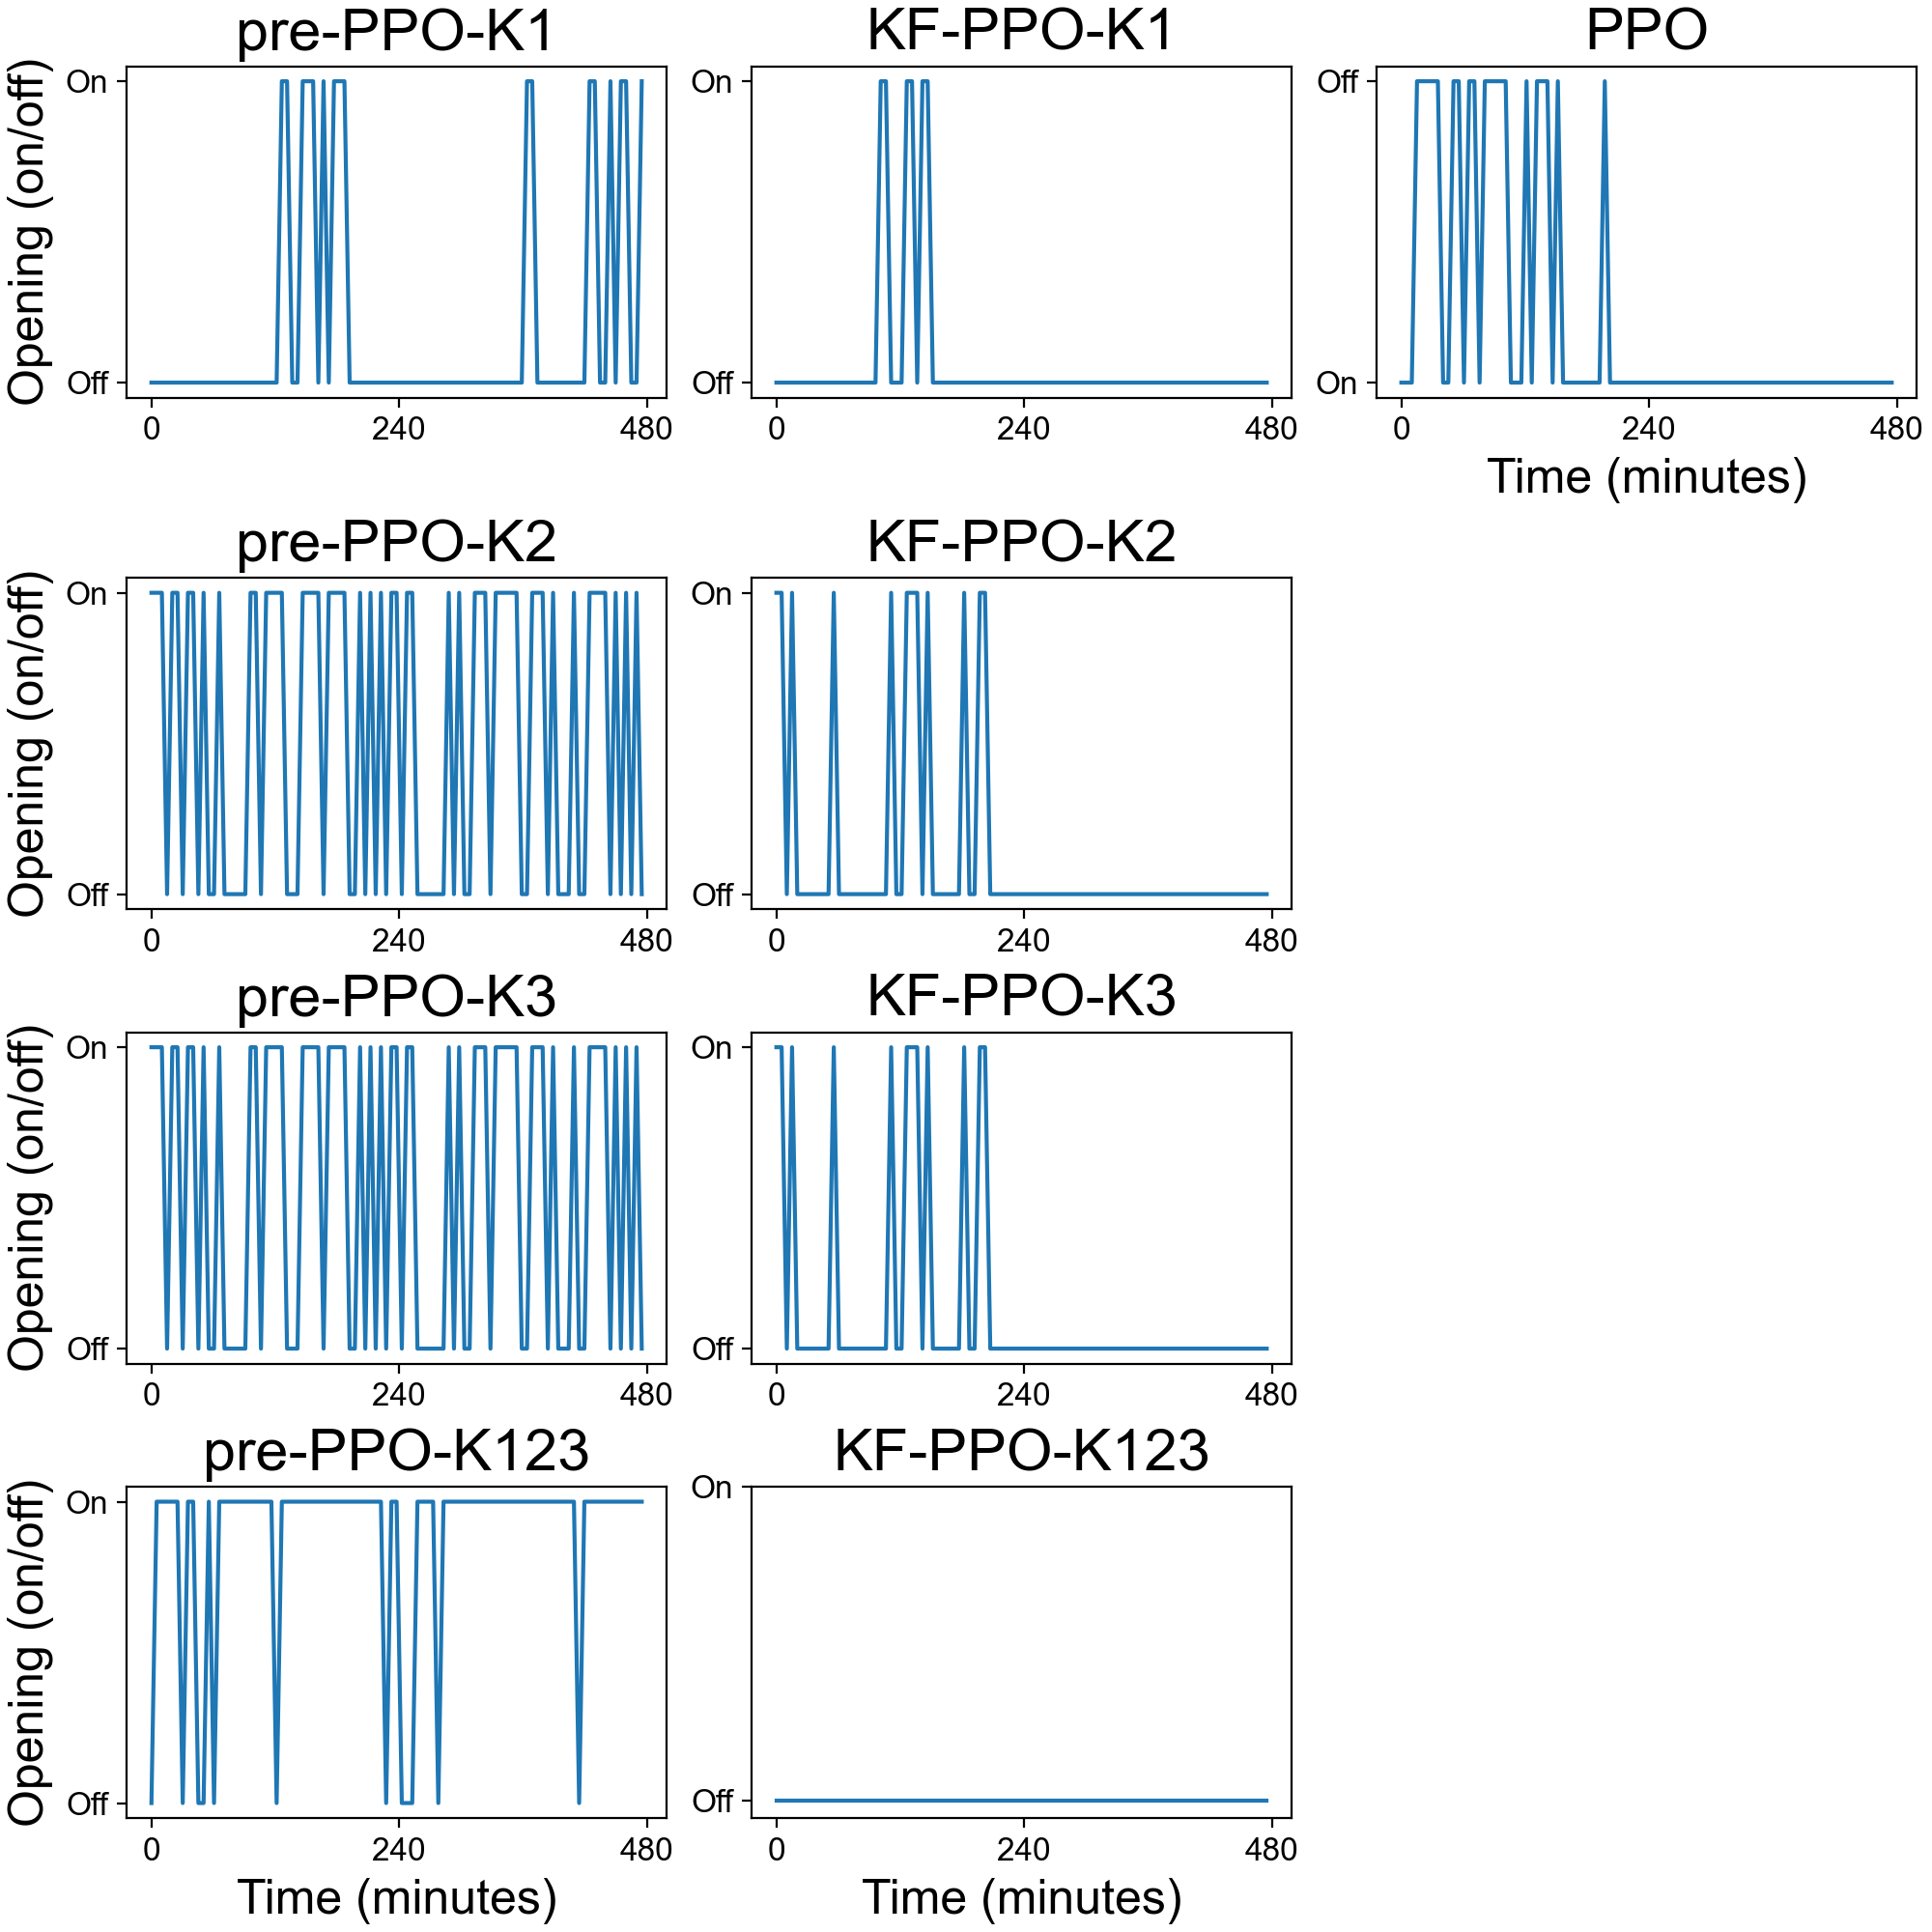 pre-PPO-K1
KF-PPO-K1
PPO
Opening (on/off)
On
Off
0 240 480
On
Off
0 240 480
Off
On
0 240 480
Time (minutes)
pre-PPO-K2
KF-PPO-K2
Opening (on/off)
On
Off
0 240 480
On
Off
0 240 480
pre-PPO-K3
KF-PPO-K3
Opening (on/off)
On
Off
0 240 480
On
Off
0 240 480
pre-PPO-K123
KF-PPO-K123
Opening (on/off)
On
Off
0 240 480
Time (minutes)
On
Off
0 240 480
Time (minutes)